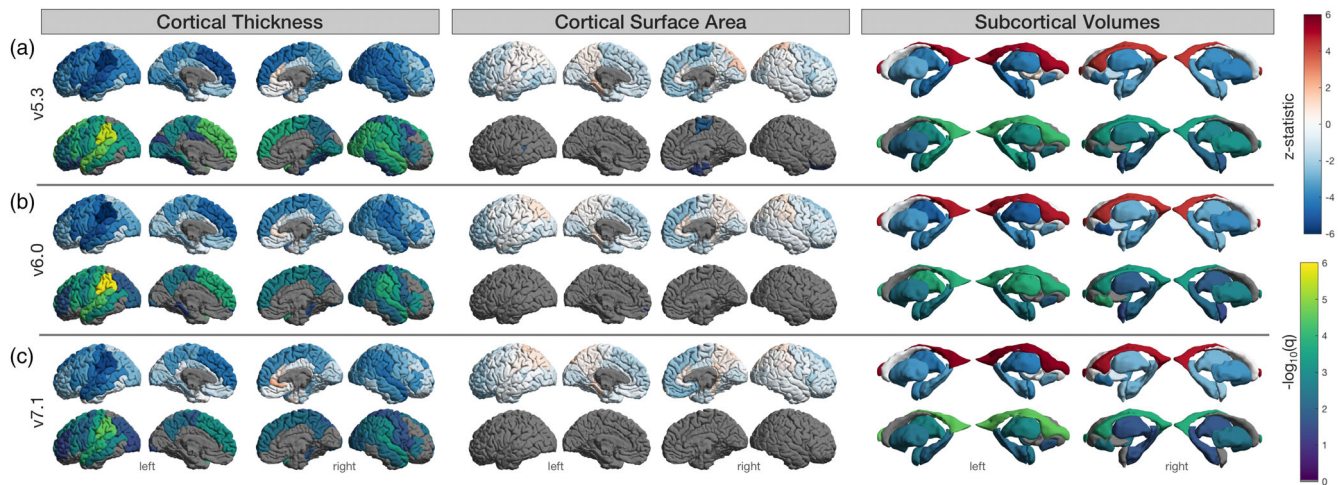 Cortical Thickness
Cortical Surface Area
Subcortical Volumes
(a)
v5.3
(b)
v6.0
(c)
v7.1
left
right
left
right
left
right
6
4
2
0
-2
-4
-6
z-statistic
6
5
4
3
2
1
0
-log10(q)